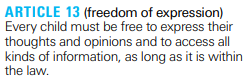 ARTICLE 13 (freedom of expression)
Every child must be free to express their
thoughts and opinions and to access all
kinds of information, as long as it is within
the law.